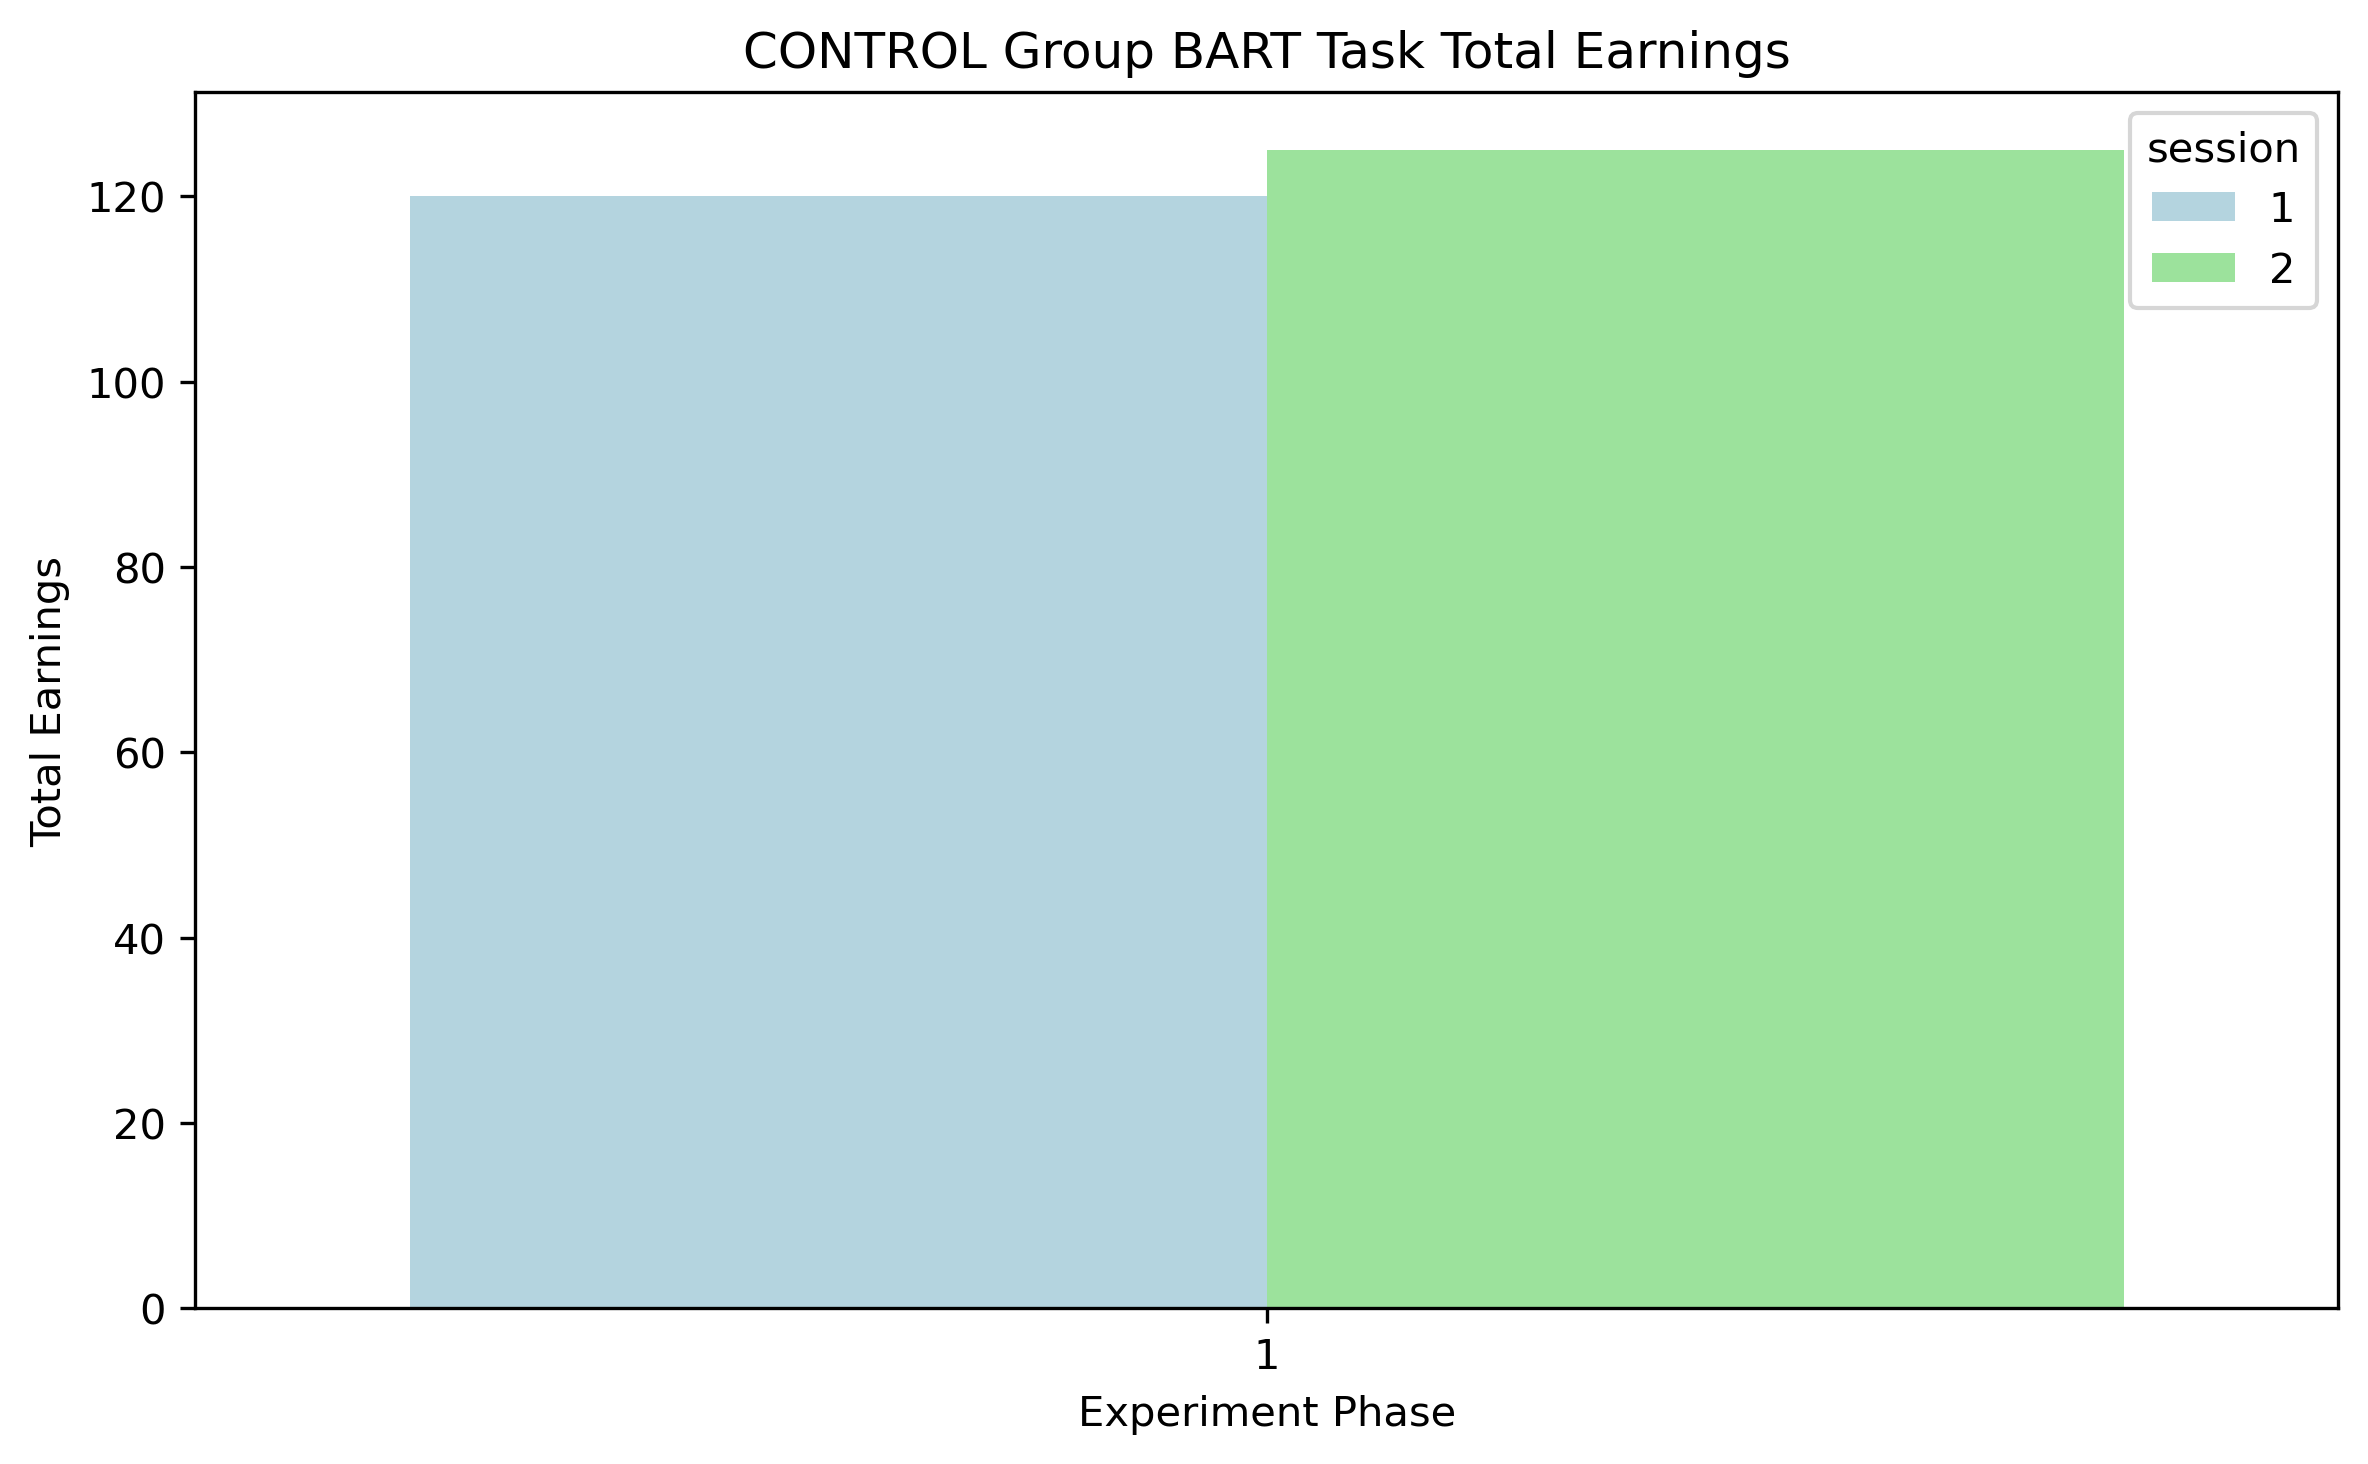 CONTROL Group BART Task Total Earnings
session
1
2
120
100
80
60
40
20
0
Total Earnings
1
Experiment Phase